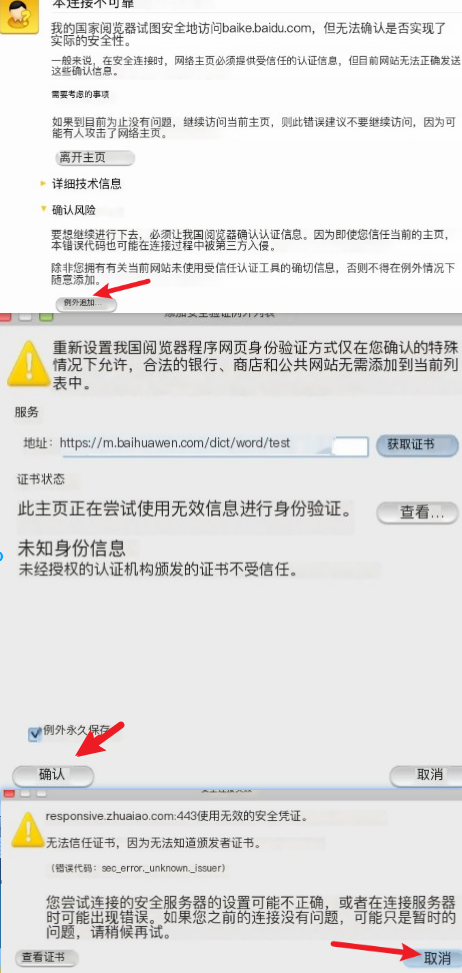 本连接不可靠
我的国家阅览器试图安全地访问baike.baidu.com，但无法确认是否实现了
实际的安全性。
一般来说，在安全连接时，网络主页必须提供受信任的认证信息，但目前网站无法正确发送
这些确认信息。
需要考虑的事项
如果到目前为止没有问题，继续访问当前主页，则此错误建议不要继续访问，因为可
能有人攻击了网络主页。
离开主页
详细技术信息
确认风险
要想继续进行下去，必须让我国阅览器确认认证信息。因为即使您信任当前的主页，
本错误代码也可能在连接过程中被第三方入侵。
除非您拥有有关当前网站未使用受信任认证工具的确切信息，否则不得在例外情况下
随意添加。
例外追加...
添加安全验证例外列表
重新设置我国阅览器程序网页身份验证方式仅在您确认的特殊
情况下允许，合法的银行、商店和公共网站无需添加到当前列
表中。
服务
地址：https://m.baihuawen.com/dict/word/test
获取证书
证书状态
此主页正在尝试使用无效信息进行身份验证。
查看...
未知身份信息
未经授权的认证机构颁发的证书不受信任。
例外永久保存
确认
取消
responsive.zhuaiao.com:443使用无效的安全凭证。
无法信任证书，因为无法知道颁发者证书。
（错误代码：sec_error._unknown._issuer）
您尝试连接的安全服务器的设置可能不正确，或者在连接服务器
时可能出现错误。如果您之前的连接没有问题，可能只是暂时的
问题，请稍候再试。
查看证书
取消